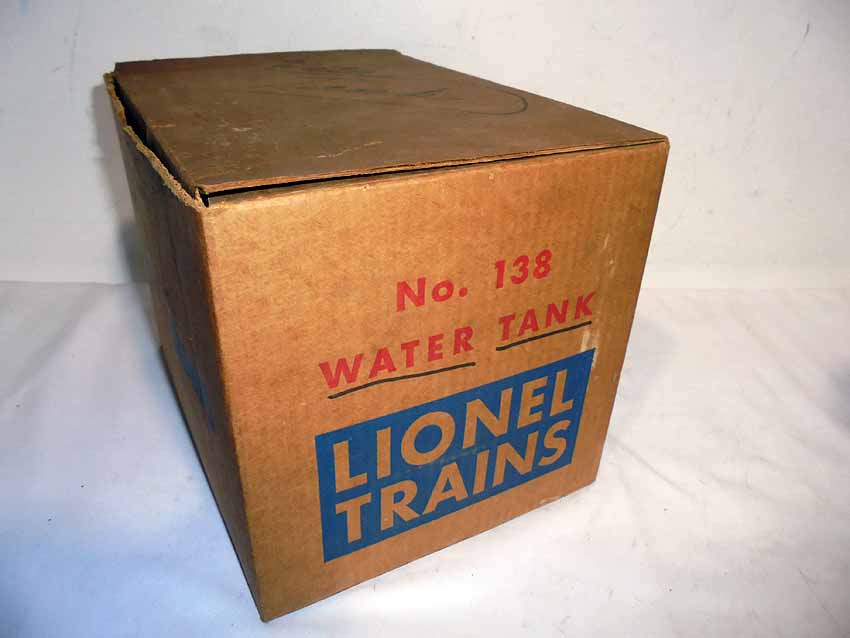 No. 138
WATER TANK
LIONEL
TRAINS